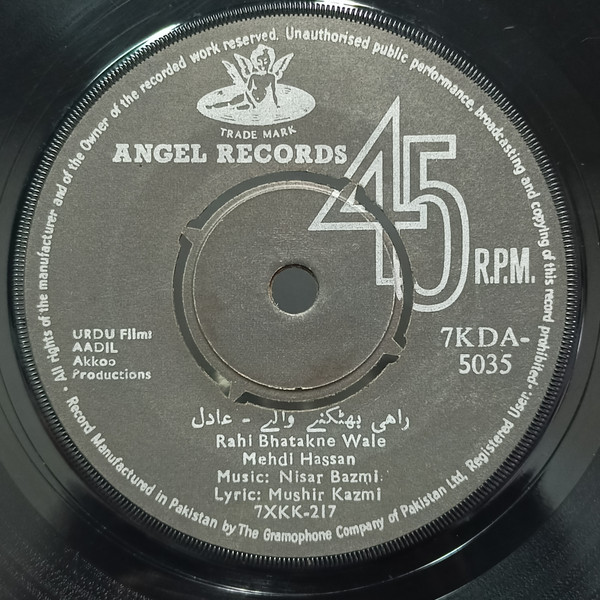 All rights of the manufacturer and of the Owner of the recorded work reserved. Unauthorised public performance, broadcasting and copying of this record prohibited.
TRADE MARK
ANGEL RECORDS
45
R.P.M.
URDU Film:
AADIL
Akkoo
Productions
7KDA-
5035
راهی بھٹکنے والے - عادل
Rahi Bhatakne Wale
Mehdi Hassan
Music: Nisar Bazmi
Lyric: Mushir Kazmi
7XKK-217
Record Manufactured in Pakistan by The Gramophone Company of Pakistan Ltd, Registered User.